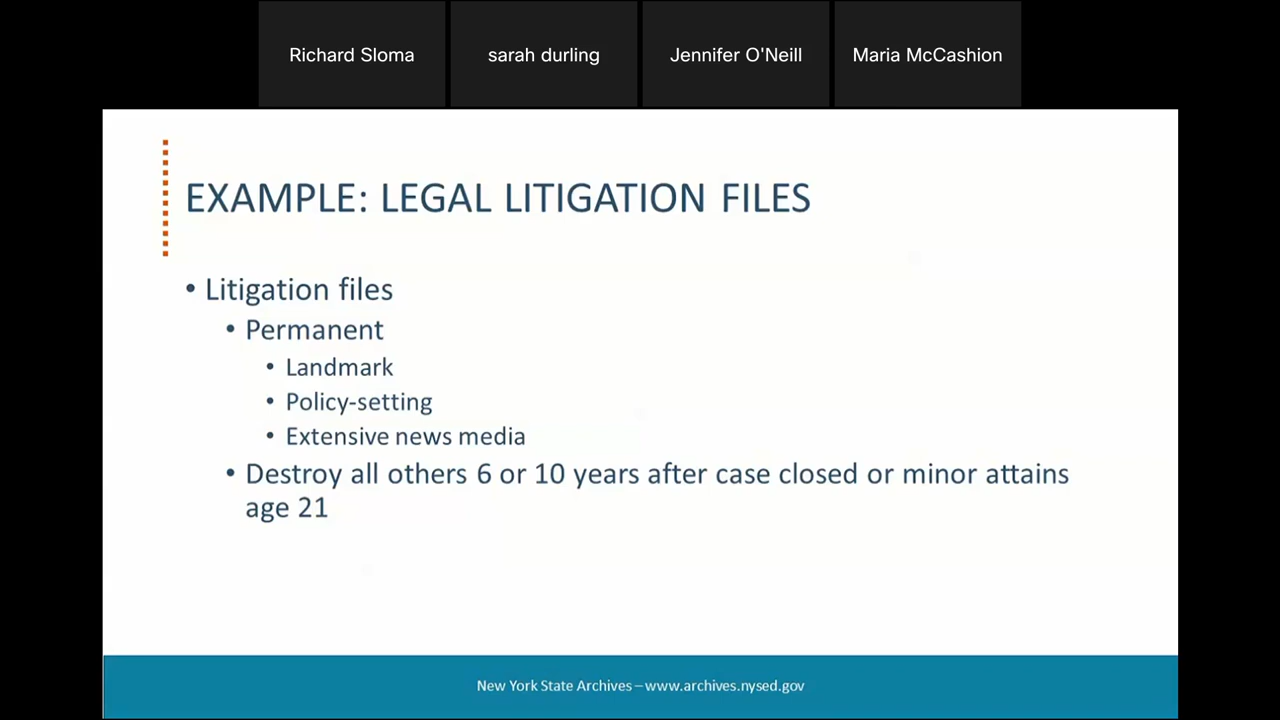 Richard Sloma
sarah durling
Jennifer O'Neill
Maria McCashion
EXAMPLE: LEGAL LITIGATION FILES
• Litigation files
• Permanent
• Landmark
• Policy-setting
• Extensive news media
• Destroy all others 6 or 10 years after case closed or minor attains
age 21
New York State Archives – www.archives.nysed.gov